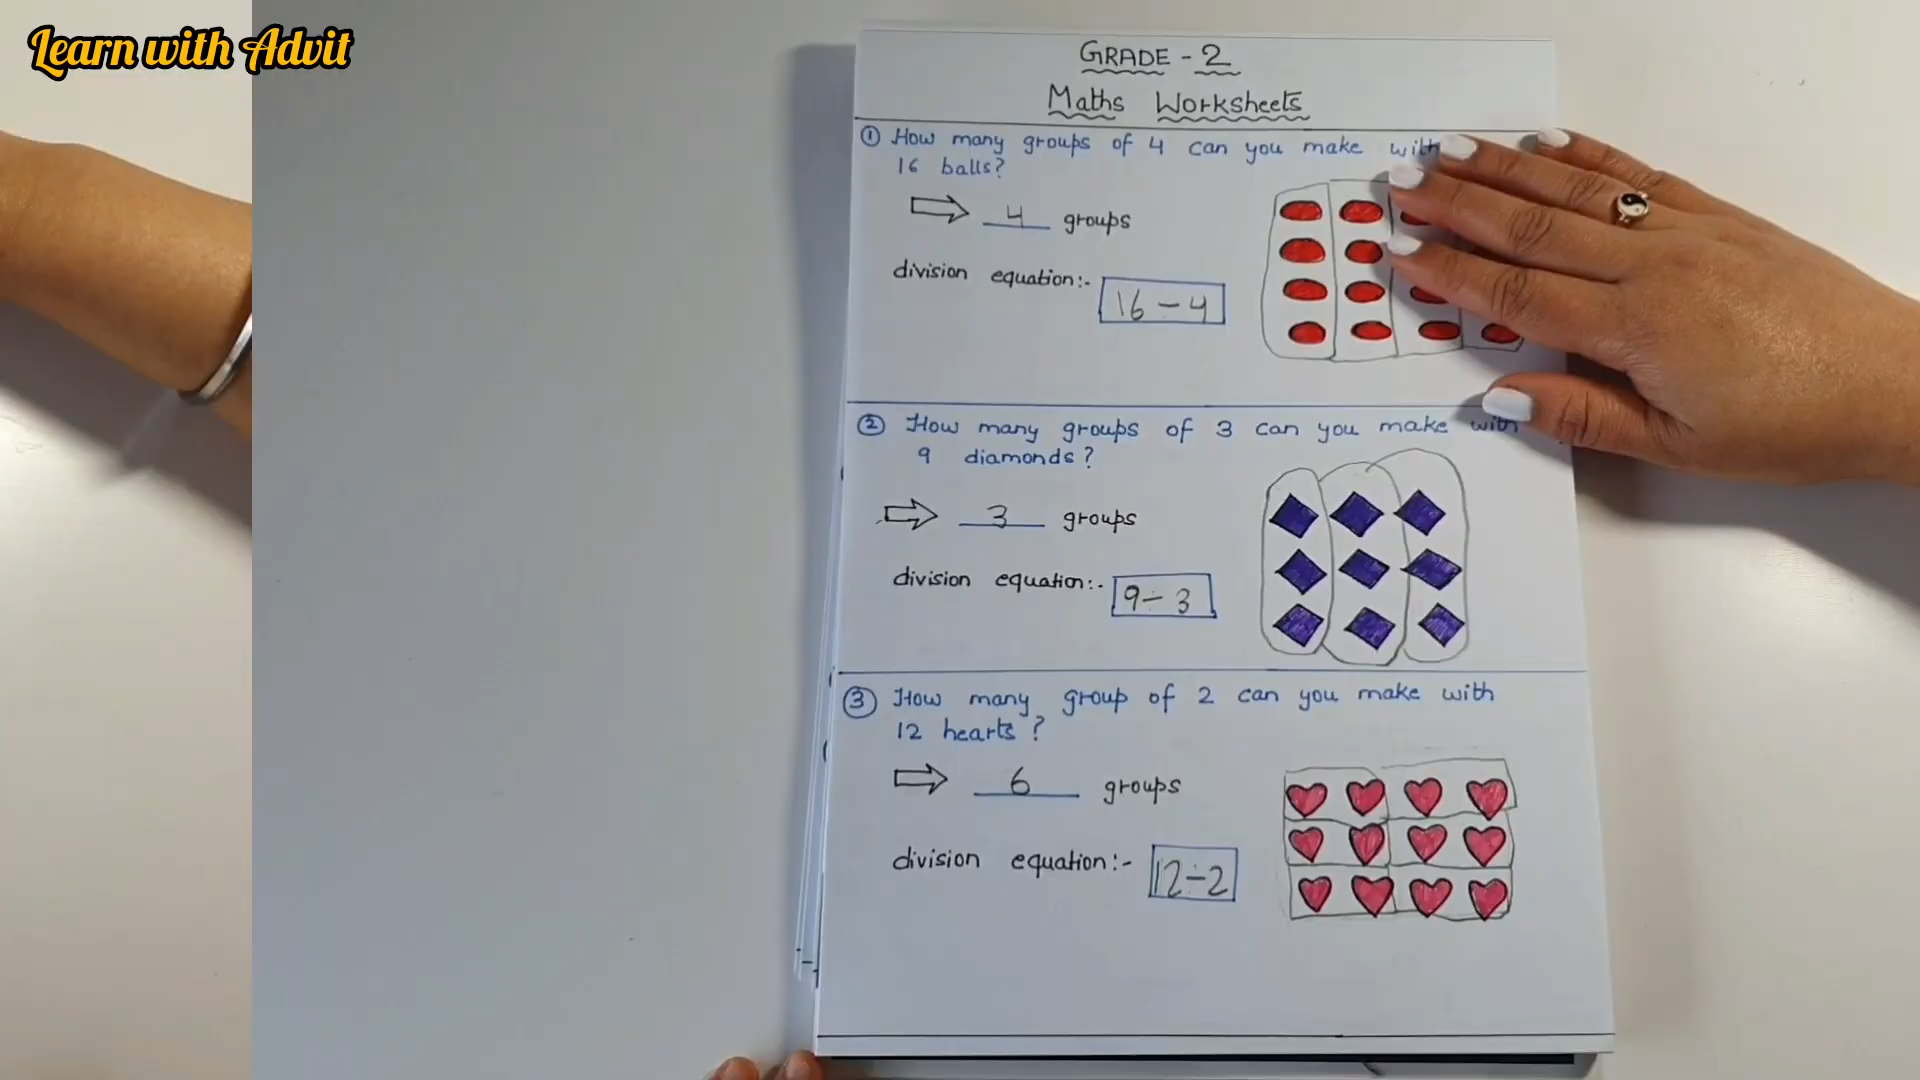 Learn with Advit
GRADE - 2
Maths Worksheets
1 How many groups of 4 can you make with
16 balls?
4 groups
division equation:-
16 ÷ 4
2 How many groups of 3 can you make with
9 diamonds?
3 groups
division equation:-
9 ÷ 3
3 How many group of 2 can you make with
12 hearts?
6 groups
division equation:-
12 ÷ 2